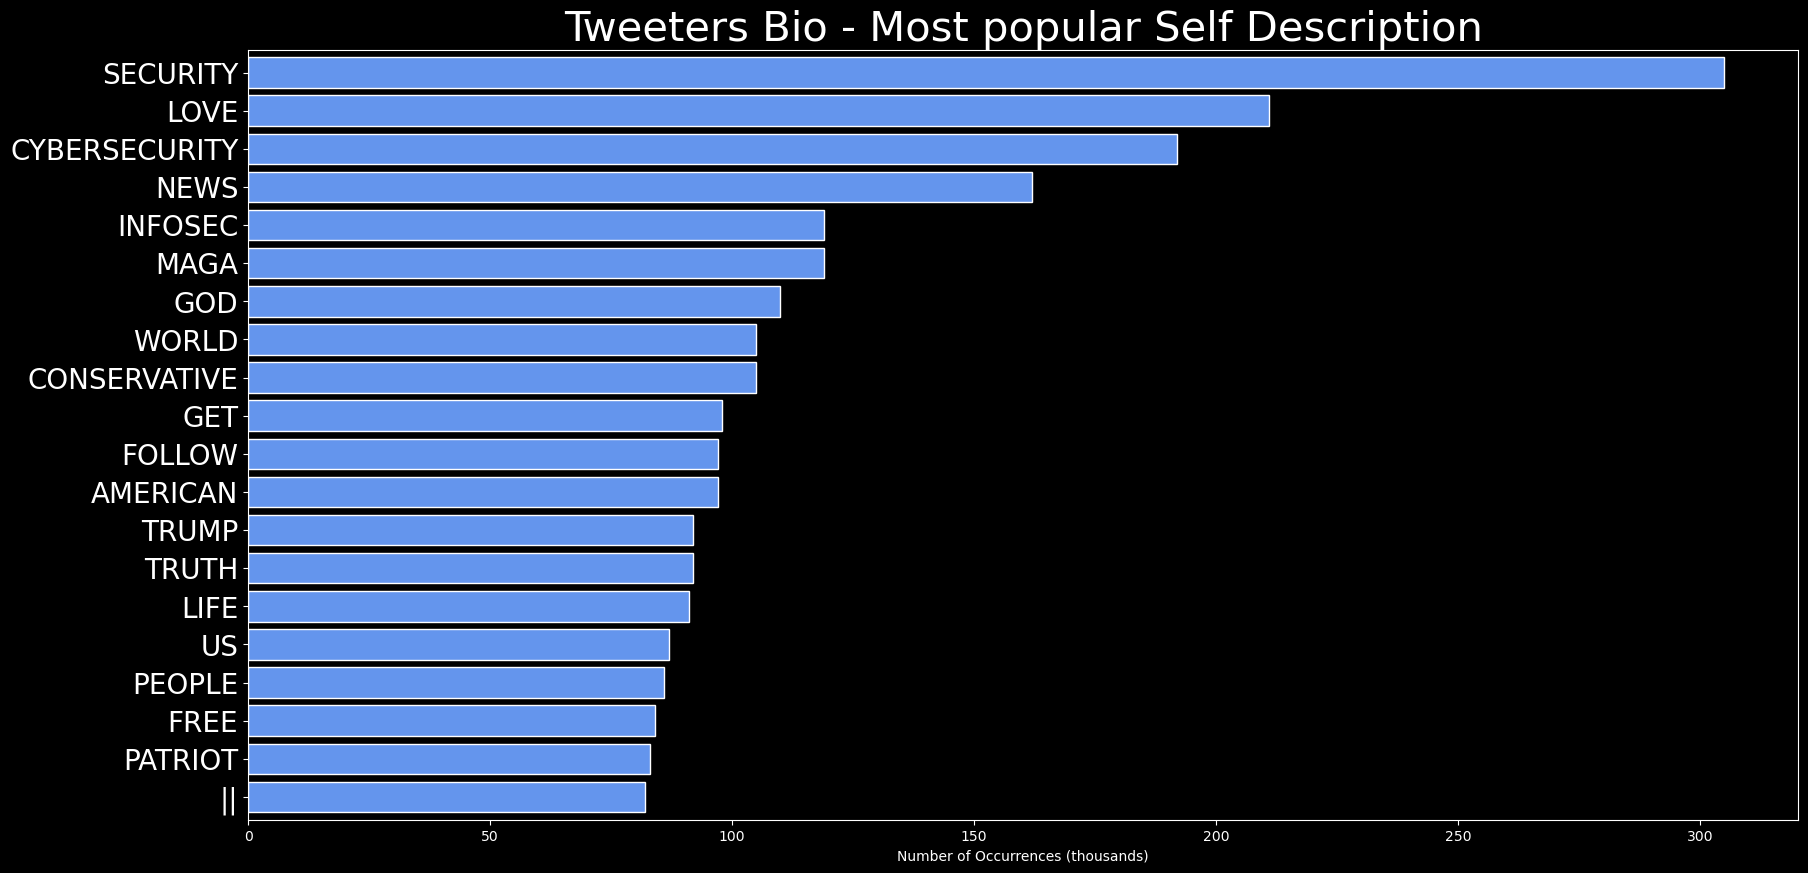 Tweeters Bio - Most popular Self Description
SECURITY
LOVE
CYBERSECURITY
NEWS
INFOSEC
MAGA
GOD
WORLD
CONSERVATIVE
GET
FOLLOW
AMERICAN
TRUMP
TRUTH
LIFE
US
PEOPLE
FREE
PATRIOT
||
0 50 100 150 200 250 300
Number of Occurrences (thousands)